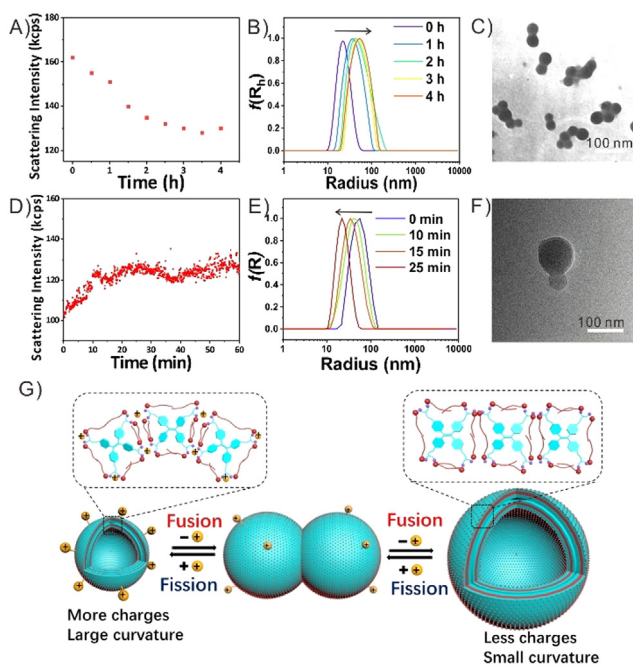 A)
Scattering Intensity (kcps)
180
160
140
120
0 1 2 3 4
Time (h)
B)
f(Rh)
1.0
0.8
0.6
0.4
0.2
0.0
0 h
1 h
2 h
3 h
4 h
1 10 100 1000 10000
Radius (nm)
C)
100 nm
D)
Scattering Intensity (kcps)
160
140
120
100
0 10 20 30 40 50 60
Time (min)
E)
f(R)
1.0
0.8
0.6
0.4
0.2
0.0
0 min
10 min
15 min
25 min
1 10 100 1000 10000
Radius (nm)
F)
100 nm
G)
Fusion
− +
+ +
Fission
Fusion
− +
+ +
Fission
More charges
Large curvature
Less charges
Small curvature